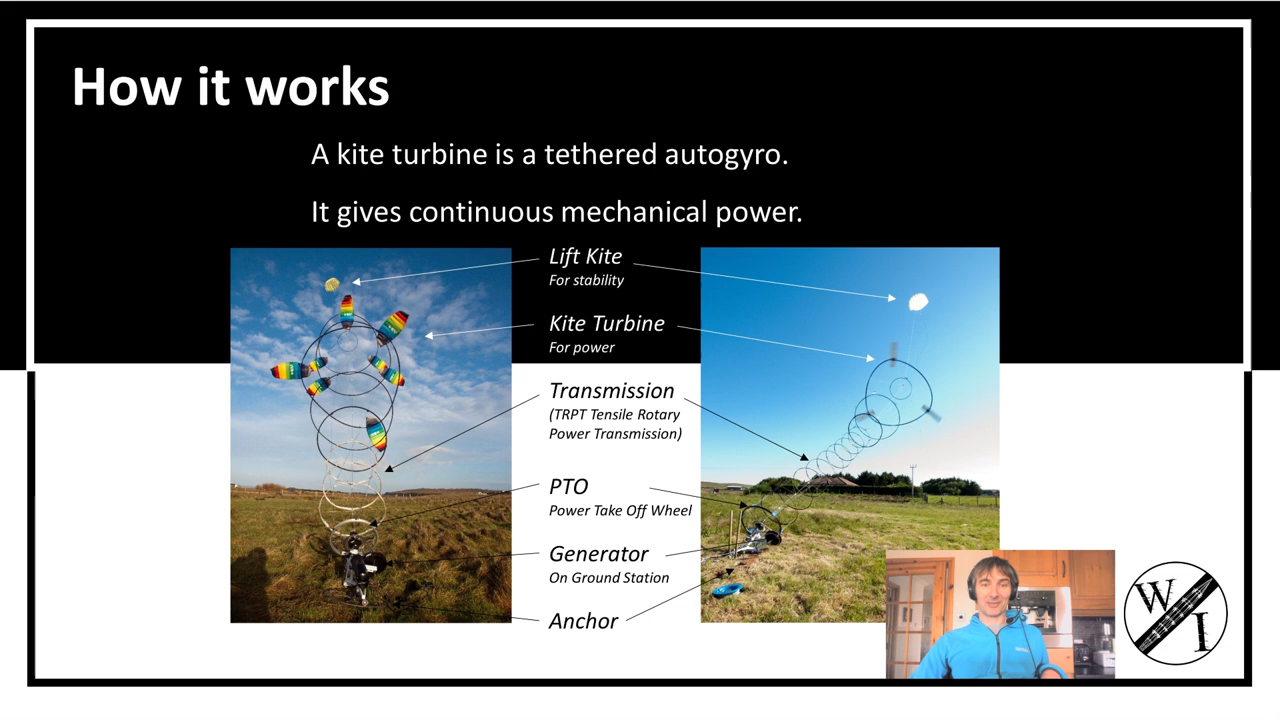 How it works
A kite turbine is a tethered autogyro.
It gives continuous mechanical power.
Lift Kite
For stability
Kite Turbine
For power
Transmission
(TRPT Tensile Rotary
Power Transmission)
PTO
Power Take Off Wheel
Generator
On Ground Station
Anchor
W
I